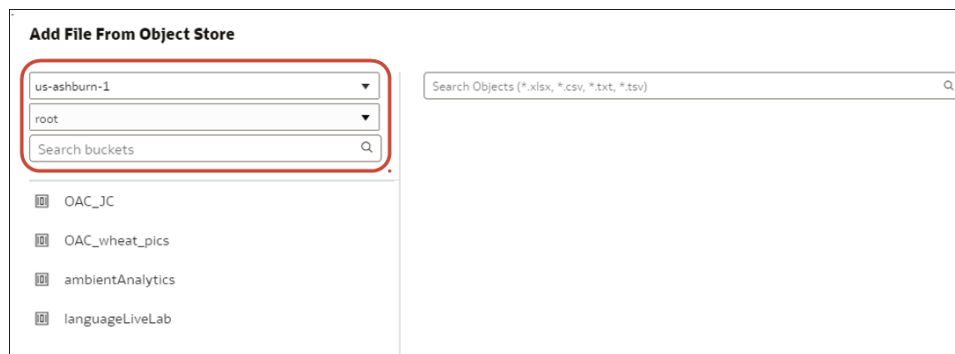 Add File From Object Store
us-ashburn-1
root
Search buckets
OAC_JC
OAC_wheat_pics
ambientAnalytics
languageLiveLab
Search Objects (*.xlsx, *.csv, *.txt, *.tsv)